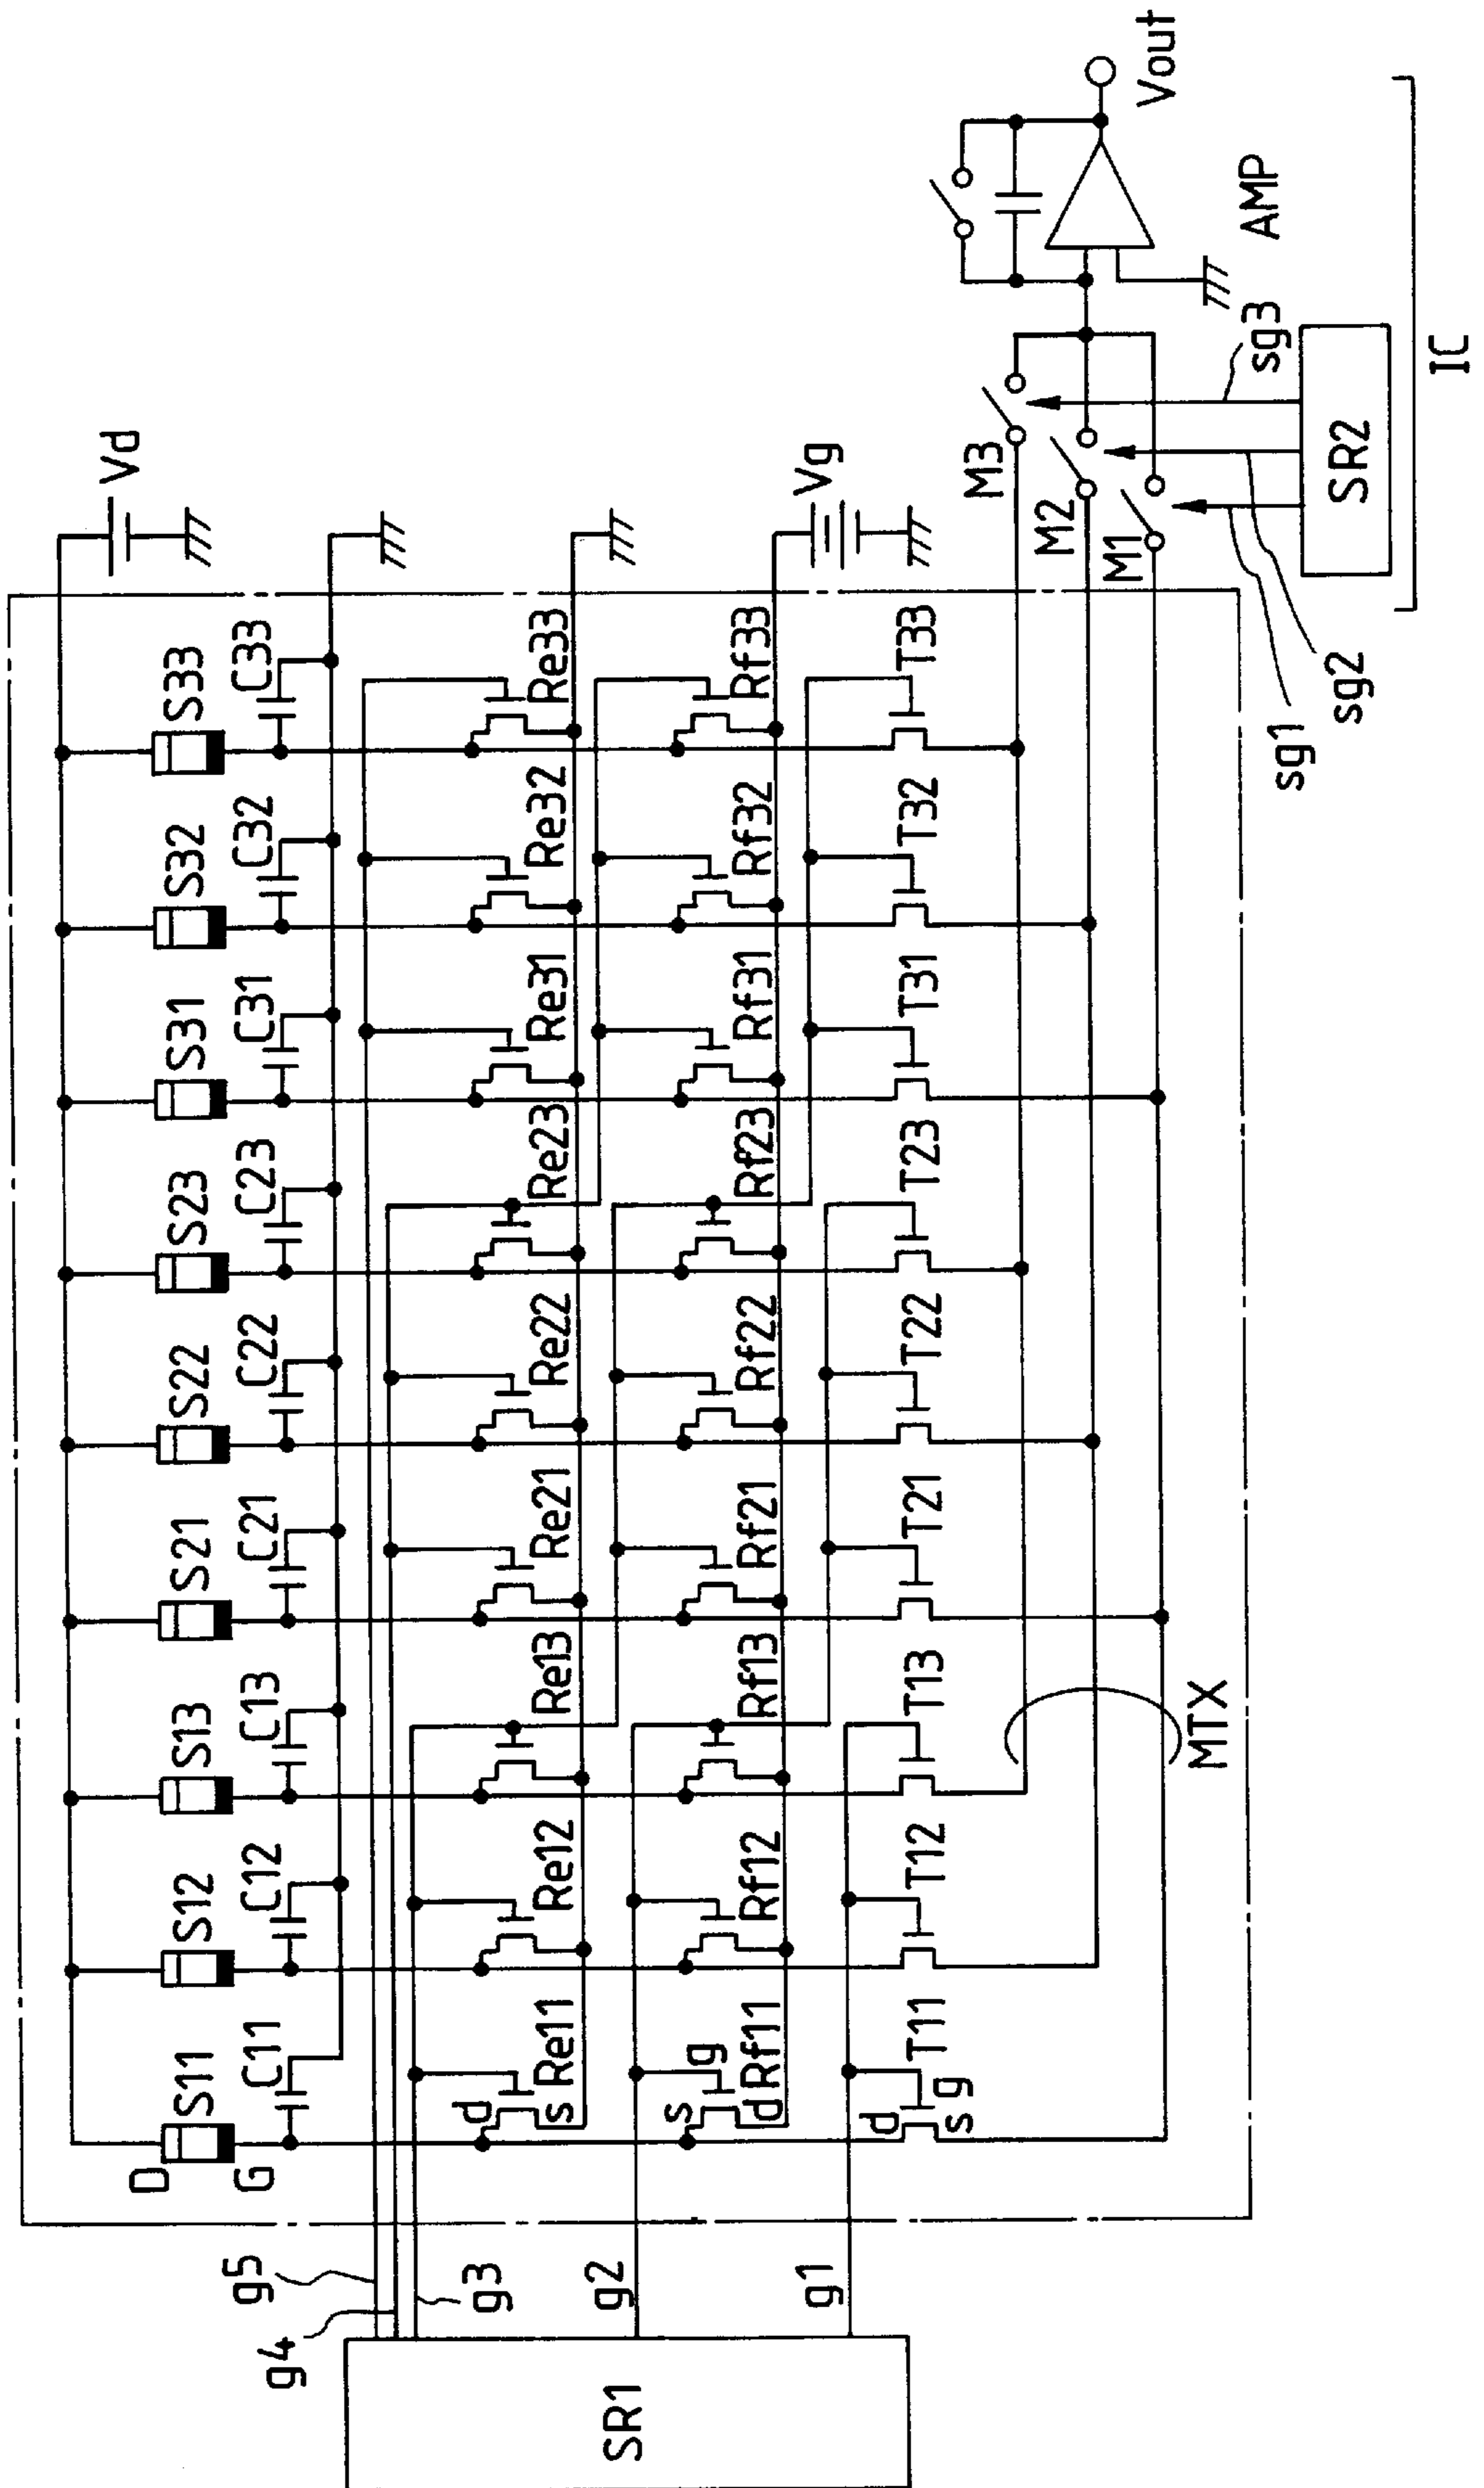 S11
S12
S13
S21
S22
S23
S31
S32
S33
Vd
D
G
C11
C12
C13
C21
C22
C23
C31
C32
C33
g5
g4
g3
g2
g1
SR1
d
s
Re11
Re12
Re13
Re21
Re22
Re23
Re31
Re32
Re33
s
g
d
Rf11
Rf12
Rf13
Rf21
Rf22
Rf23
Rf31
Rf32
Rf33
Vg
d
g
s
T11
T12
T13
T21
T22
T23
T31
T32
T33
MTX
M3
M2
M1
sg1
sg2
sg3
SR2
AMP
Vout
IC